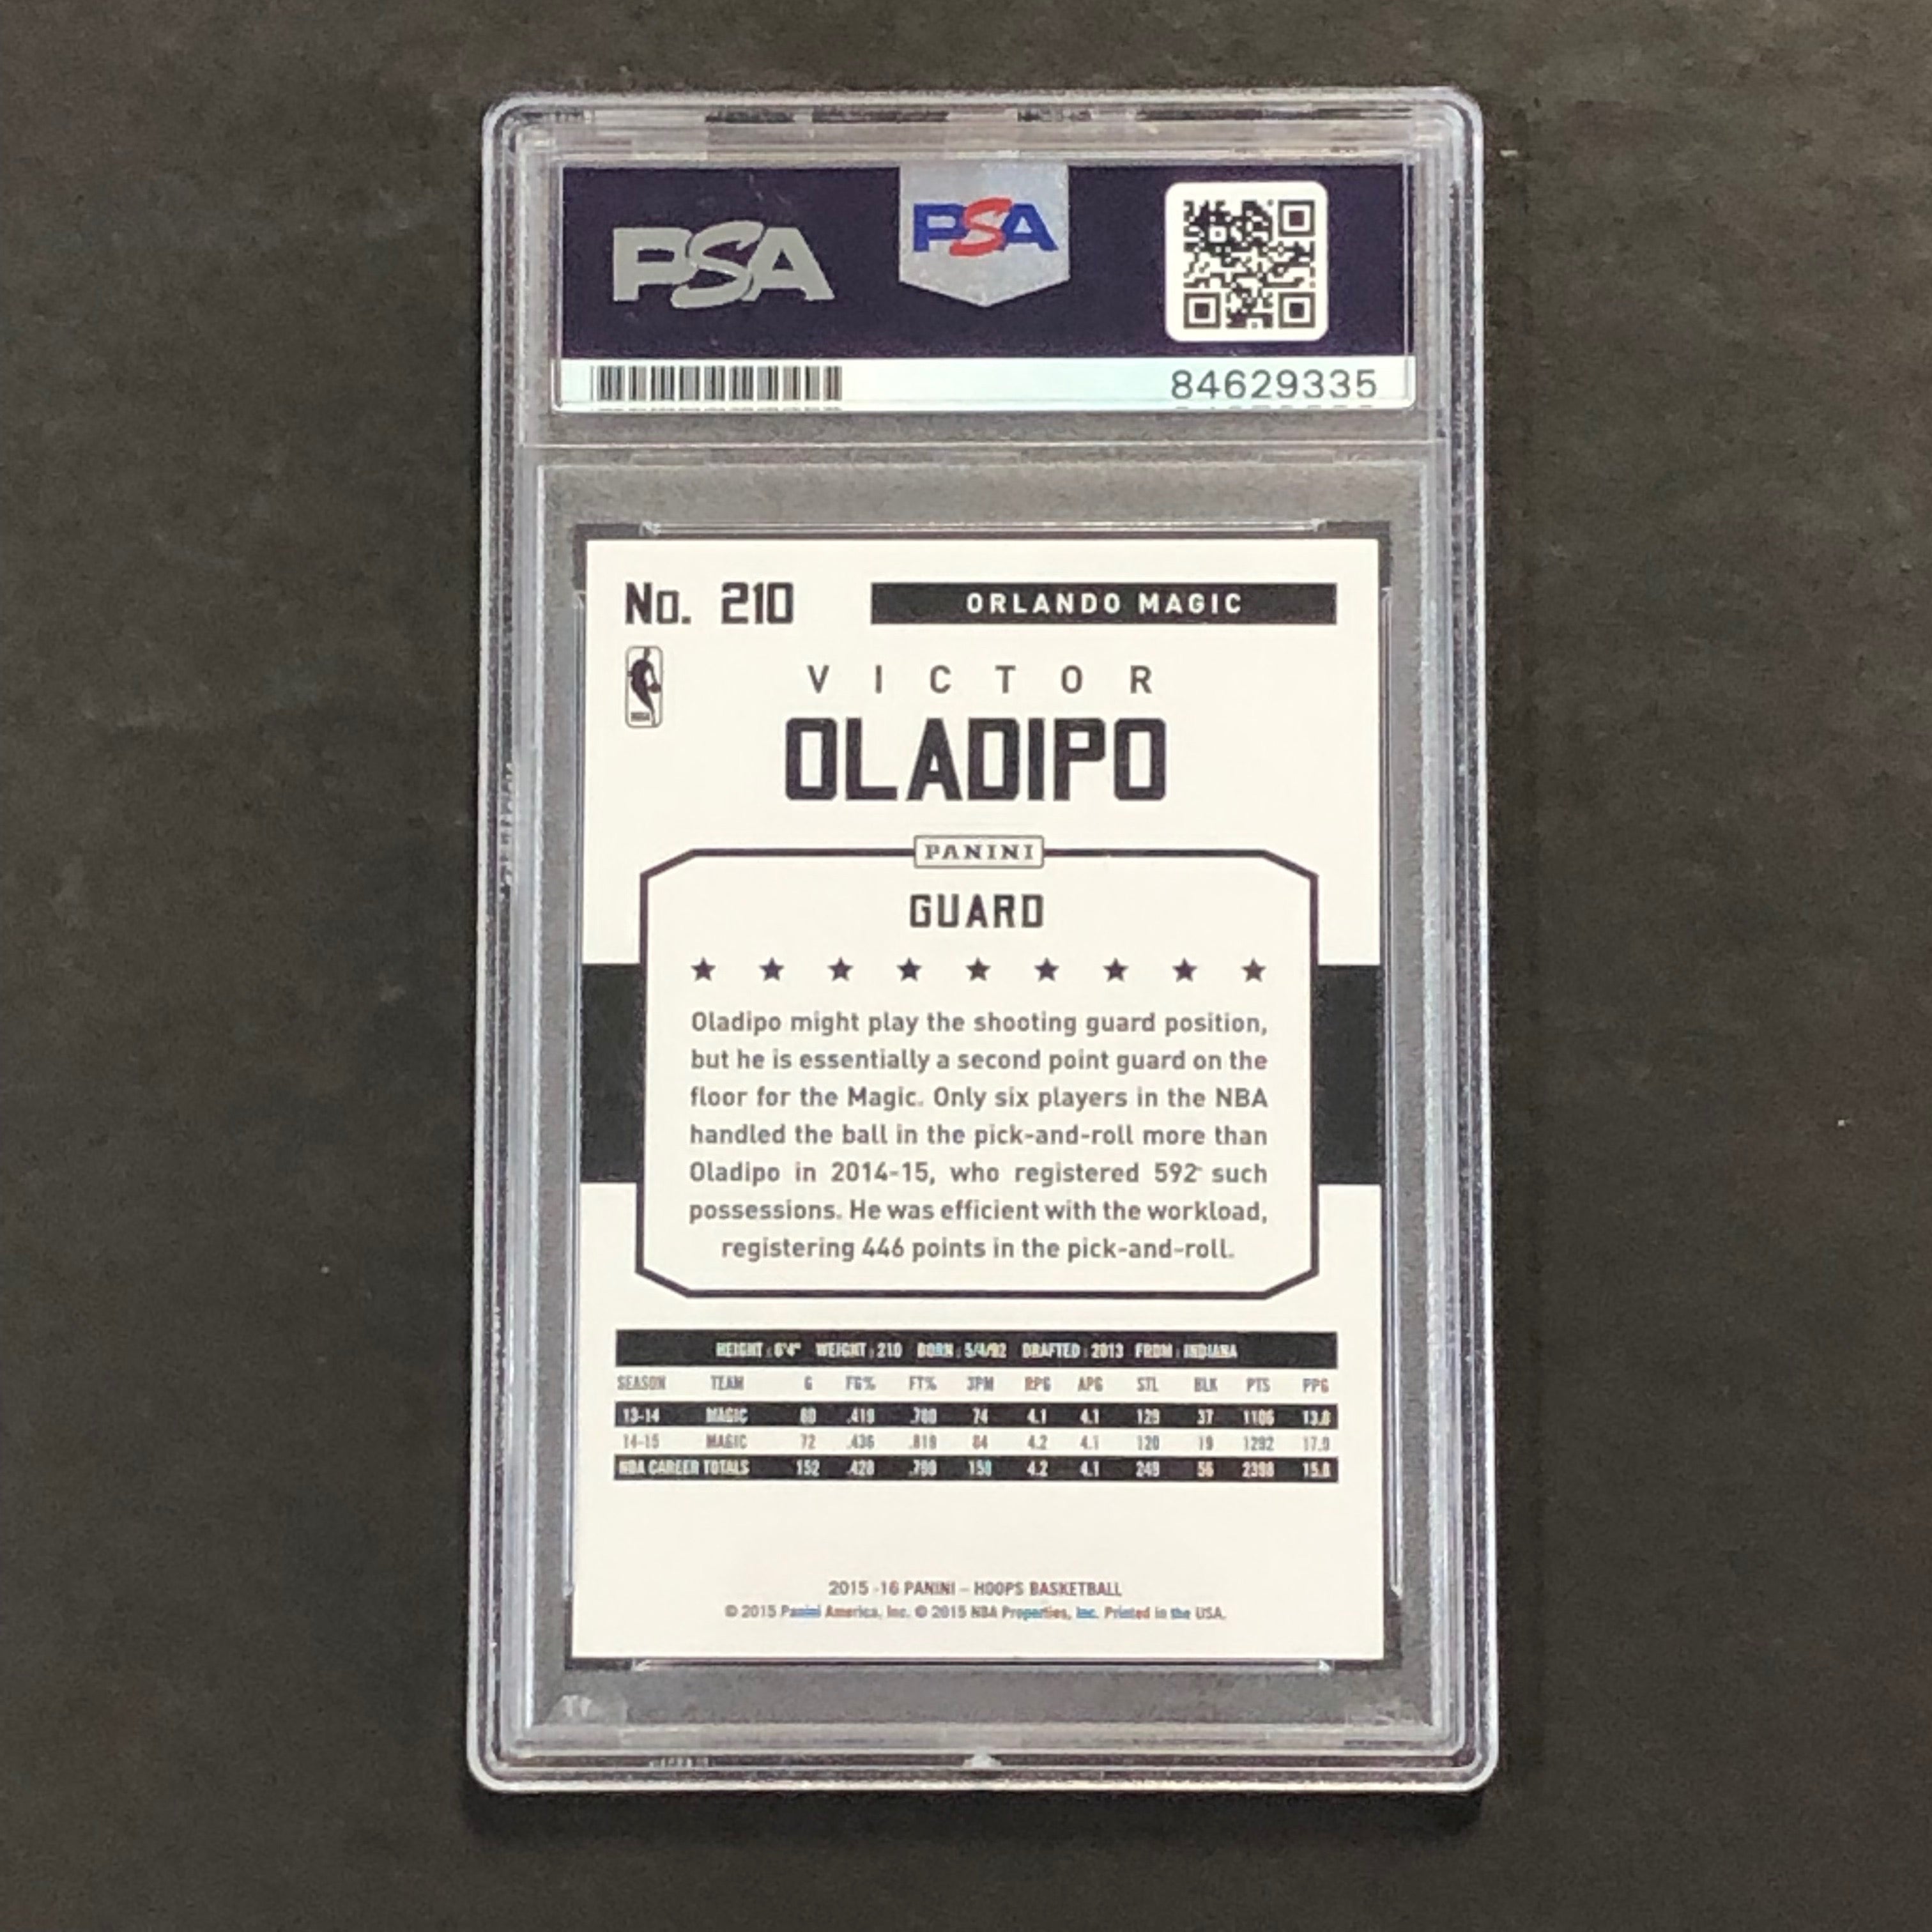 PSA
PSA
84629335
No. 210
ORLANDO MAGIC
VICTOR
OLADIPO
PANINI
GUARD
Oladipo might play the shooting guard position,
but he is essentially a second point guard on the
floor for the Magic. Only six players in the NBA
handled the ball in the pick-and-roll more than
Oladipo in 2014-15, who registered 592 such
possessions. He was efficient with the workload,
registering 446 points in the pick-and-roll.
HEIGHT: 6'4" WEIGHT: 210 BORN: 5/4/92 DRAFTED: 2013 FROM: INDIANA
SEASON TEAM G FG% FT% 3PM RPG APG STL BLK PTS PPG
13-14 MAGIC 80 .419 .780 74 4.1 4.1 129 37 1106 13.8
14-15 MAGIC 72 .436 .819 84 4.2 4.1 120 19 1292 17.9
NBA CAREER TOTALS 152 .428 158 4.2 4.1 249 56 2398 15.8
2015-16 PANINI – HOOPS BASKETBALL
© 2015 Panini America, Inc. © 2015 NBA Properties, Inc. Printed in the USA.